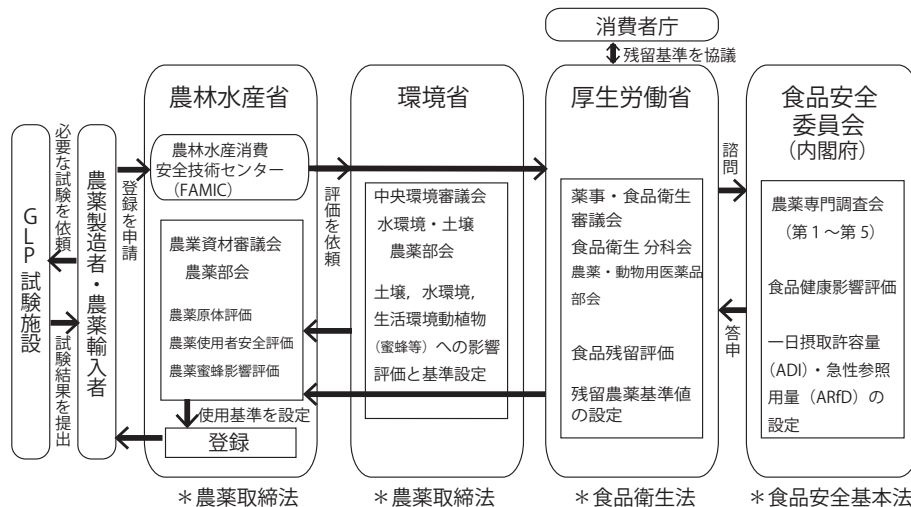 消費者庁
残留基準を協議
農林水産省
環境省
厚生労働省
食品安全
委員会
(内閣府)
GLP試験施設
必要な試験を依頼
試験結果を提出
農薬製造者・農薬輸入者
登録を申請
農林水産消費
安全技術センター
(FAMIC)
農業資材審議会
農薬部会
農薬原体評価
農薬使用者安全評価
農薬蜜蜂影響評価
使用基準を設定
登録
評価を依頼
中央環境審議会
水環境・土壌
農薬部会
土壌，水環境，
生活環境動植物
(蜜蜂等)への影響
評価と基準設定
薬事・食品衛生
審議会
食品衛生 分科会
農薬・動物用医薬品
部会
食品残留評価
残留農薬基準値
の設定
諮問
答申
農薬専門調査会
(第1～第5)
食品健康影響評価
一日摂取許容量
(ADI)・急性参照
用量(ARfD)の
設定
＊農薬取締法
＊農薬取締法
＊食品衛生法
＊食品安全基本法